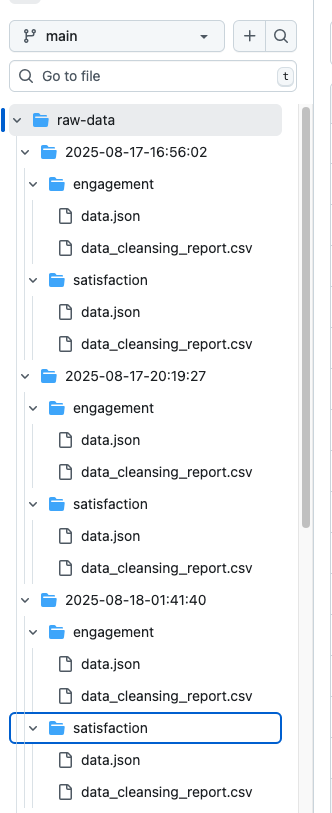 main
Go to file
t
raw-data
2025-08-17-16:56:02
engagement
data.json
data_cleansing_report.csv
satisfaction
data.json
data_cleansing_report.csv
2025-08-17-20:19:27
engagement
data.json
data_cleansing_report.csv
satisfaction
data.json
data_cleansing_report.csv
2025-08-18-01:41:40
engagement
data.json
data_cleansing_report.csv
satisfaction
data.json
data_cleansing_report.csv